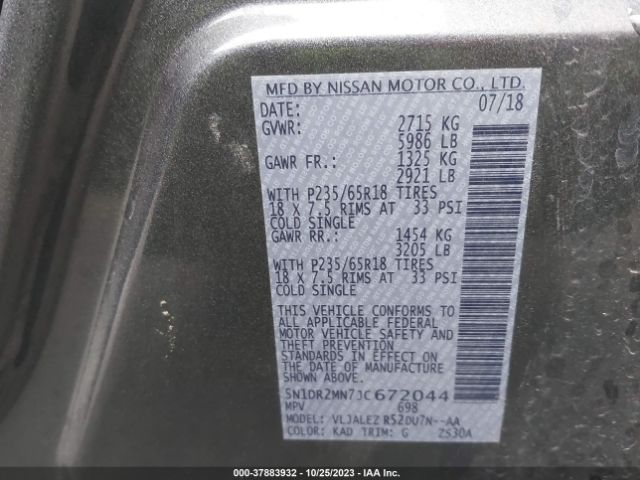 MFD BY NISSAN MOTOR CO., LTD.
DATE: 07/18
GVWR: 2715 KG
5986 LB
GAWR FR.: 1325 KG
2921 LB
WITH P235/65R18 TIRES
18 X 7.5 RIMS AT 33 PSI
COLD SINGLE
GAWR RR.: 1454 KG
3205 LB
WITH P235/65R18 TIRES
18 X 7.5 RIMS AT 33 PSI
COLD SINGLE
THIS VEHICLE CONFORMS TO
ALL APPLICABLE FEDERAL
MOTOR VEHICLE SAFETY AND
THEFT PREVENTION
STANDARDS IN EFFECT ON
THE DATE OF MANUFACTURE
SHOWN ABOVE.
5N1DR2MN7JC672044
MPV 698
MODEL: VLJALEZ R52DU7N--AA
COLOR: KAD TRIM: G 2S30A
000-37883932 - 10/25/2023 - IAAI.COM